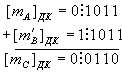 [m_A]_ДК = 0⋮1011
+[m'_B]_ДК = 1⋮1011
[m_C]_ДК = 0⋮0110